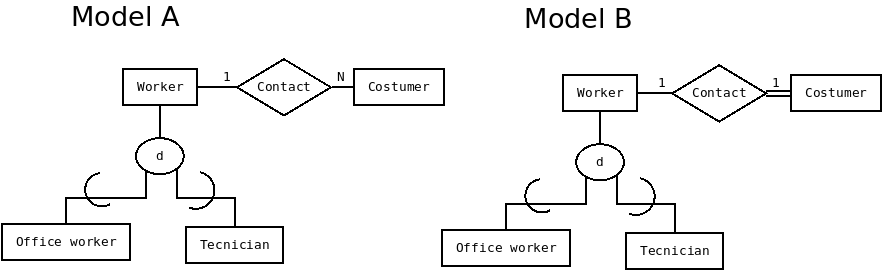 Model A
Worker
1
Contact
N
Costumer
d
Office worker
Tecnician
Model B
Worker
1
Contact
1
Costumer
d
Office worker
Tecnician